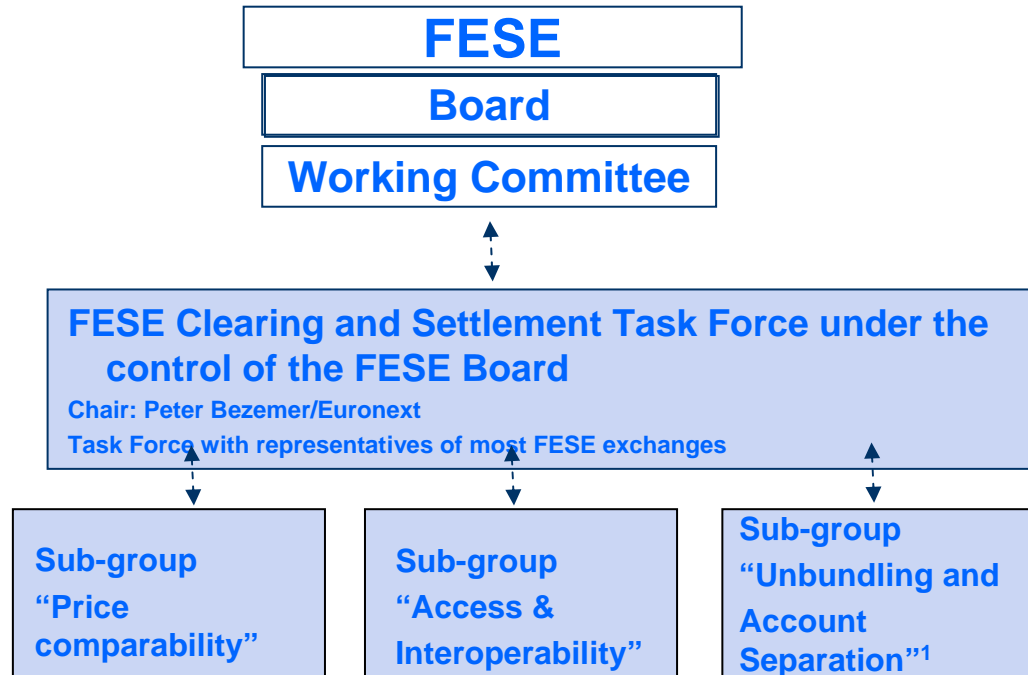 FESE
Board
Working Committee
FESE Clearing and Settlement Task Force under the
control of the FESE Board
Chair: Peter Bezemer/Euronext
Task Force with representatives of most FESE exchanges
Sub-group
“Price
comparability”
Sub-group
“Access &
Interoperability”
Sub-group
“Unbundling and
Account
Separation”¹